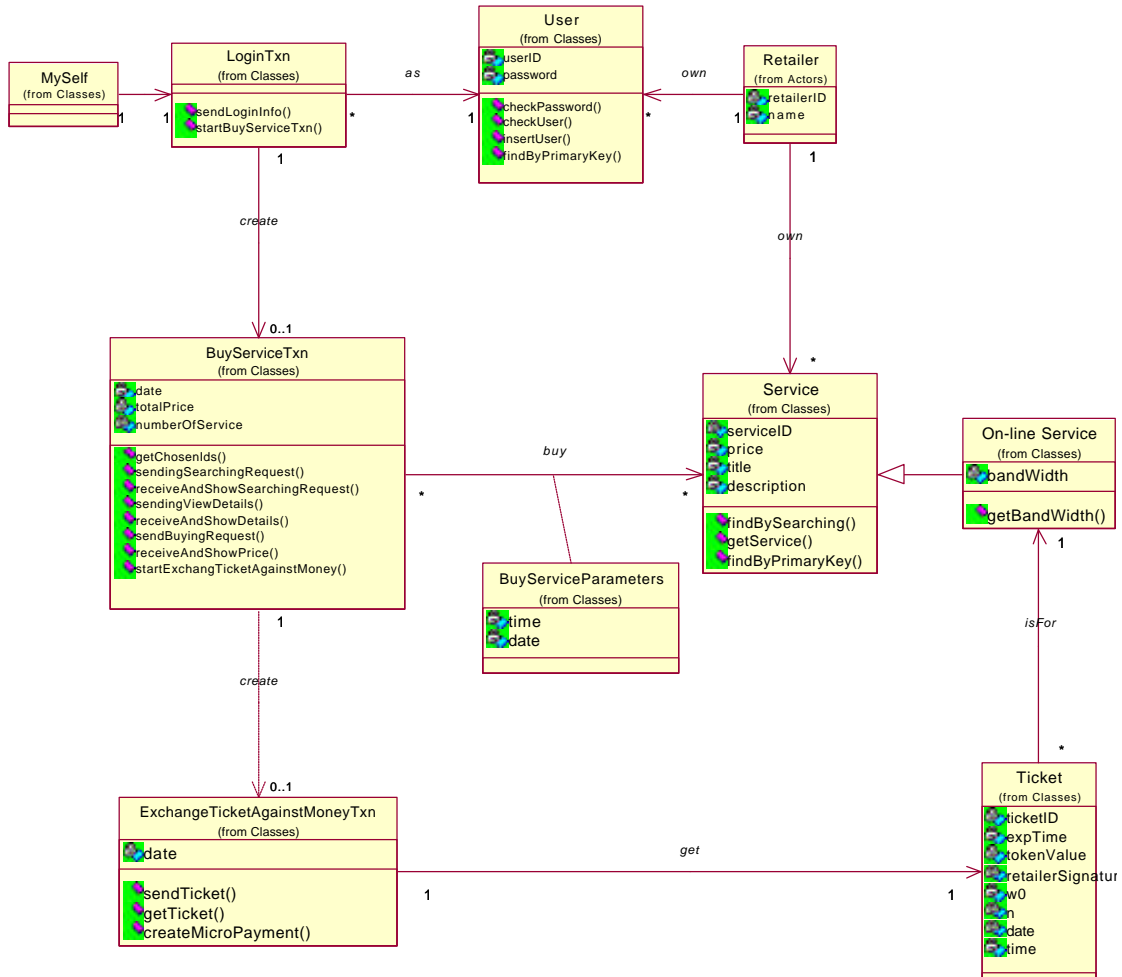 MySelf
(from Classes)
1
LoginTxn
(from Classes)
sendLoginInfo()
startBuyServiceTxn()
1
1
as
*
1
User
(from Classes)
userID
password
checkPassword()
checkUser()
insertUser()
findByPrimaryKey()
own
*
1
Retailer
(from Actors)
retailerID
name
1
create
0..1
own
*
BuyServiceTxn
(from Classes)
date
totalPrice
numberOfService
getChosenIds()
sendingSearchingRequest()
receiveAndShowSearchingRequest()
sendingViewDetails()
receiveAndShowDetails()
sendBuyingRequest()
receiveAndShowPrice()
startExchangTicketAgainstMoney()
buy
*
*
Service
(from Classes)
serviceID
price
title
description
findBySearching()
getService()
findByPrimaryKey()
On-line Service
(from Classes)
bandWidth
getBandWidth()
1
BuyServiceParameters
(from Classes)
time
date
isFor
*
1
create
0..1
ExchangeTicketAgainstMoneyTxn
(from Classes)
date
sendTicket()
getTicket()
createMicroPayment()
get
1
1
Ticket
(from Classes)
ticketID
expTime
tokenValue
retailerSignatur
w0
n
date
time